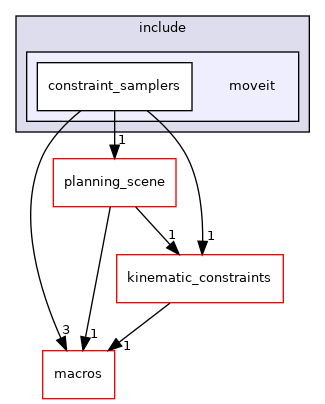 include
constraint_samplers
moveit
1
planning_scene
1
1
kinematic_constraints
3
1
1
macros